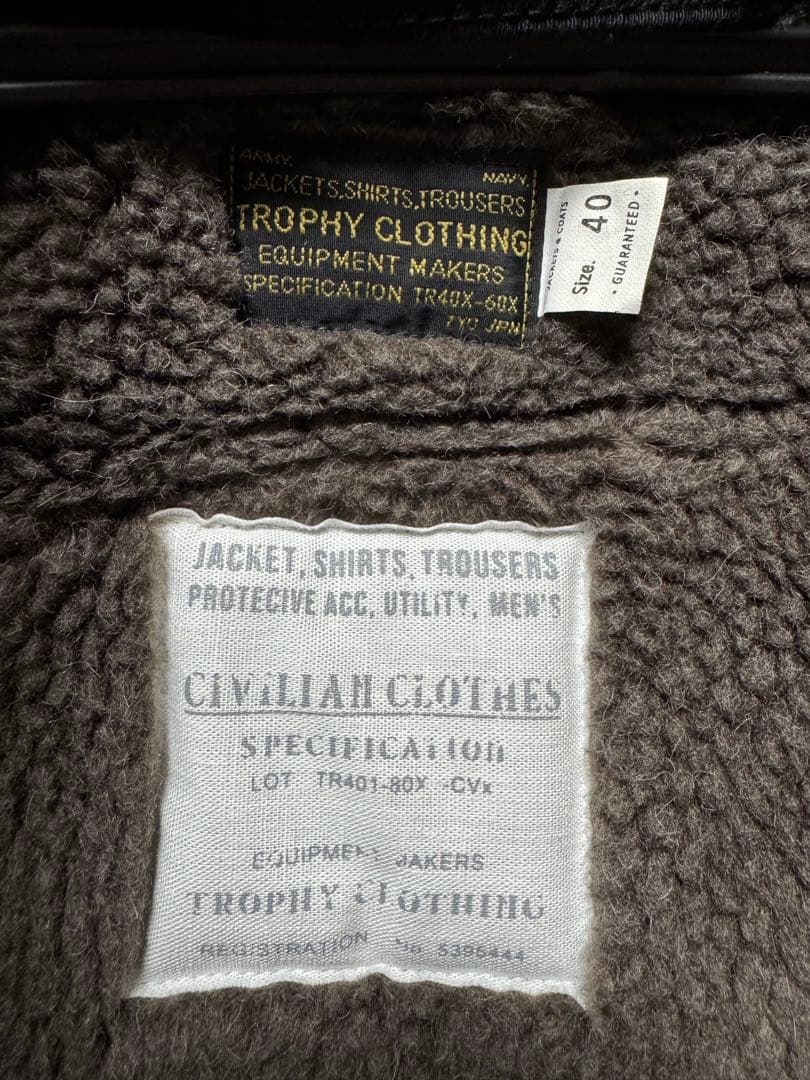 ARMY. NAVY.
JACKETS,SHIRTS,TROUSERS
TROPHY CLOTHING
EQUIPMENT MAKERS
SPECIFICATION TR40X-60X
TYO JPN
JACKETS & COATS
Size. 40
• GUARANTEED •
JACKET, SHIRTS, TROUSERS
PROTECIVE ACC, UTILITY, MEN'S
CIVILIAN CLOTHES
SPECIFICATION
LOT TR401-80X -CVx
EQUIPMENT MAKERS
TROPHY CLOTHING
REGISTRATION No. 5395444